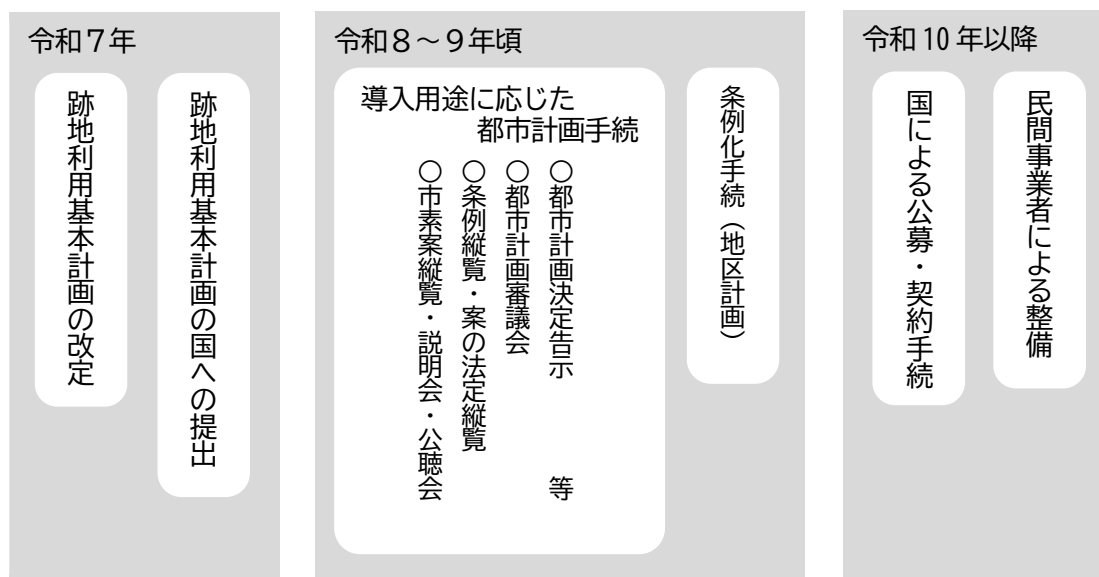 令和７年
跡地利用基本計画の改定
跡地利用基本計画の国への提出
令和８～９年頃
導入用途に応じた
都市計画手続
○市素案縦覧・説明会・公聴会
○条例縦覧・案の法定縦覧
○都市計画審議会
○都市計画決定告示　　　等
条例化手続（地区計画）
令和10年以降
国による公募・契約手続
民間事業者による整備